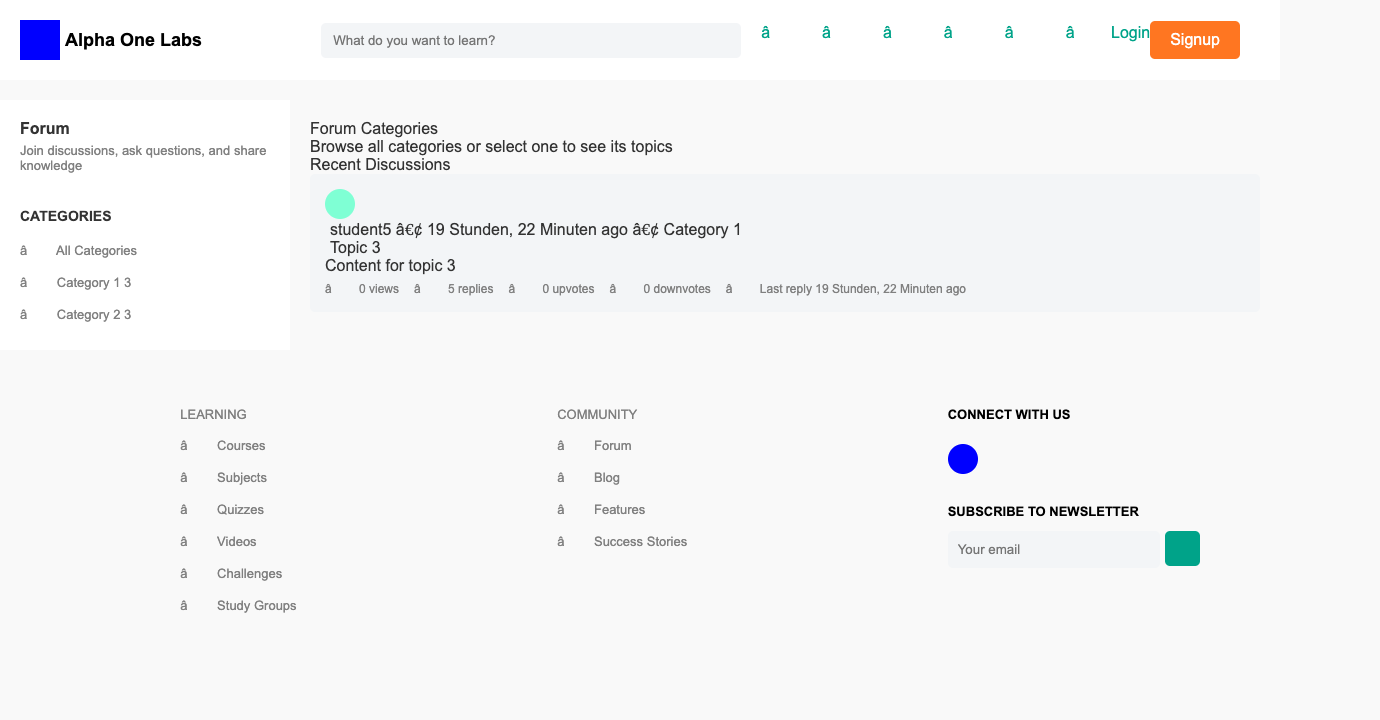 Alpha One Labs
What do you want to learn?
â â â â â â Login
Signup
Forum
Join discussions, ask questions, and share
knowledge
CATEGORIES
â All Categories
â Category 1 3
â Category 2 3
Forum Categories
Browse all categories or select one to see its topics
Recent Discussions
student5 â€¢ 19 Stunden, 22 Minuten ago â€¢ Category 1
Topic 3
Content for topic 3
â 0 views â 5 replies â 0 upvotes â 0 downvotes â Last reply 19 Stunden, 22 Minuten ago
LEARNING
â Courses
â Subjects
â Quizzes
â Videos
â Challenges
â Study Groups
COMMUNITY
â Forum
â Blog
â Features
â Success Stories
CONNECT WITH US
SUBSCRIBE TO NEWSLETTER
Your email